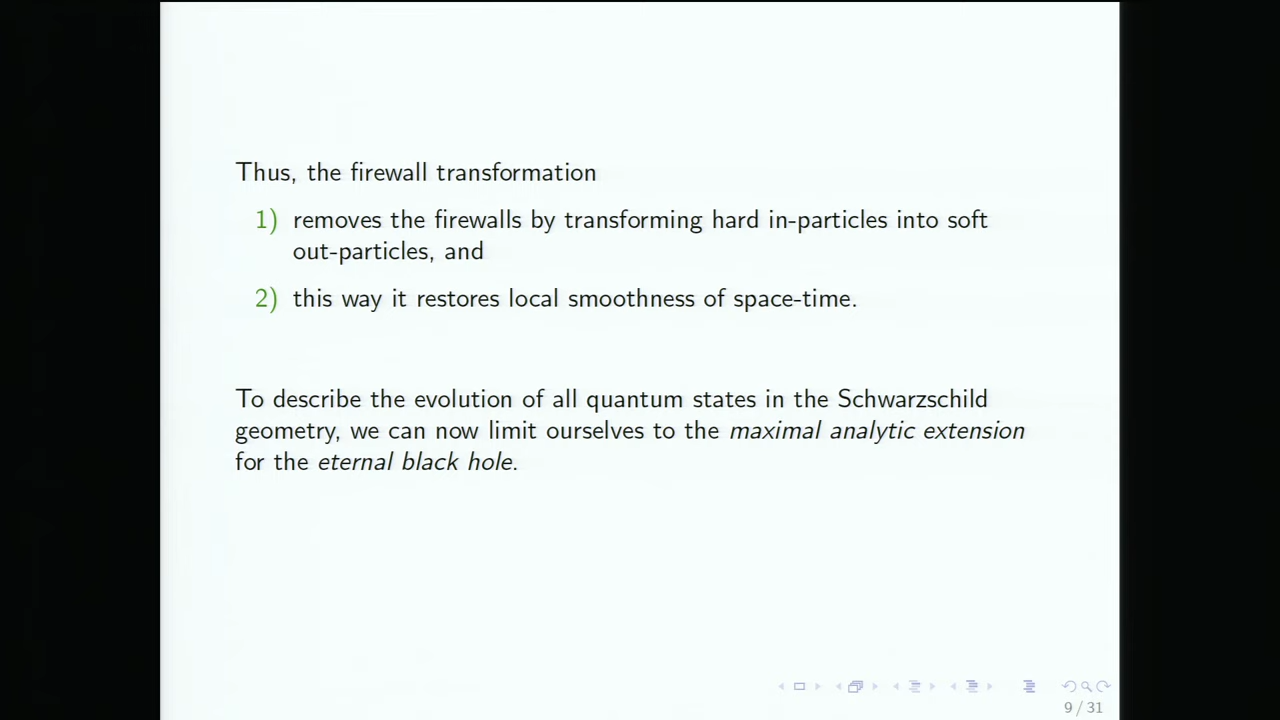 Thus, the firewall transformation
1) removes the firewalls by transforming hard in-particles into soft
out-particles, and
2) this way it restores local smoothness of space-time.
To describe the evolution of all quantum states in the Schwarzschild
geometry, we can now limit ourselves to the maximal analytic extension
for the eternal black hole.
9 / 31